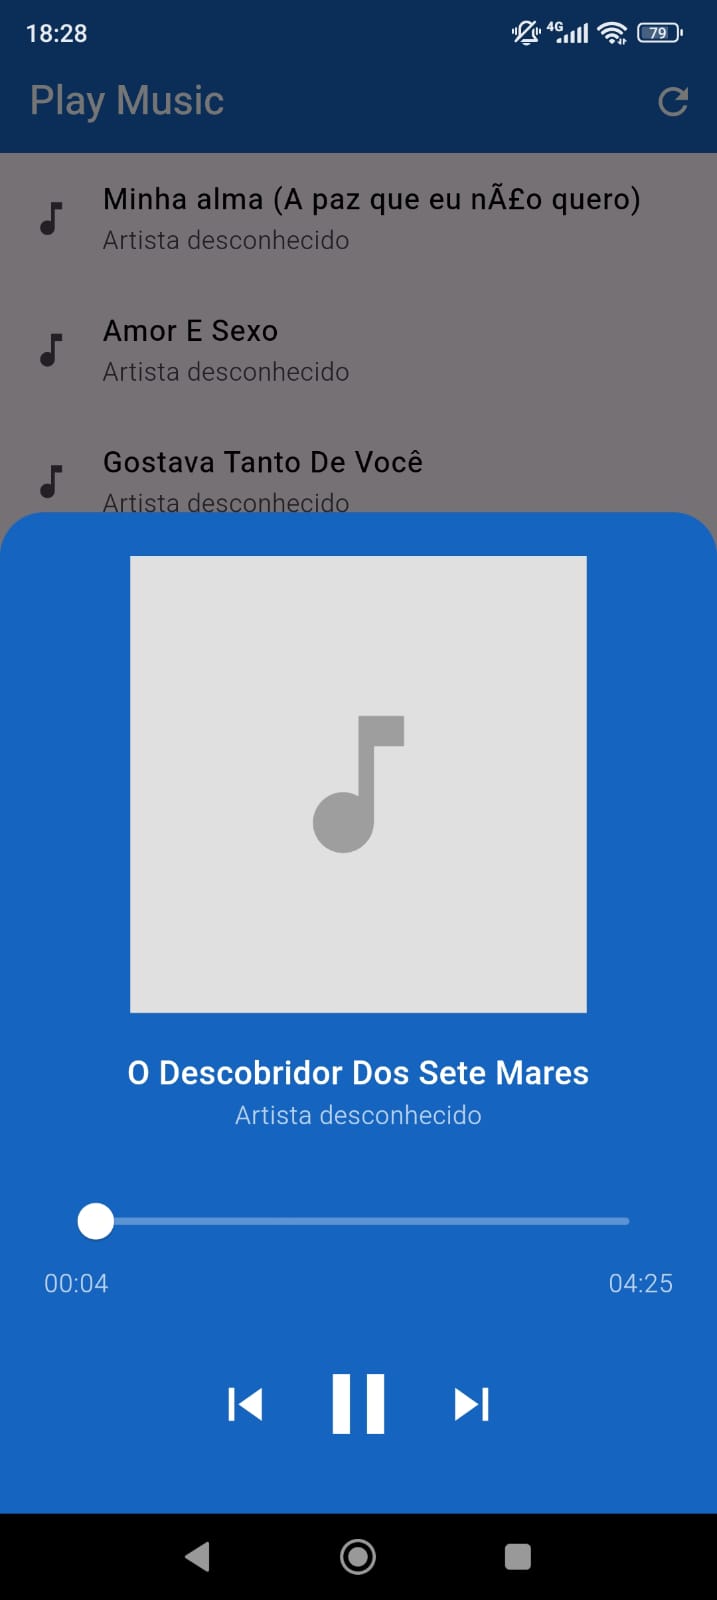 18:28
4G
79
Play Music
Minha alma (A paz que eu nÃ£o quero)
Artista desconhecido
Amor E Sexo
Artista desconhecido
Gostava Tanto De Você
Artista desconhecido
O Descobridor Dos Sete Mares
Artista desconhecido
00:04
04:25